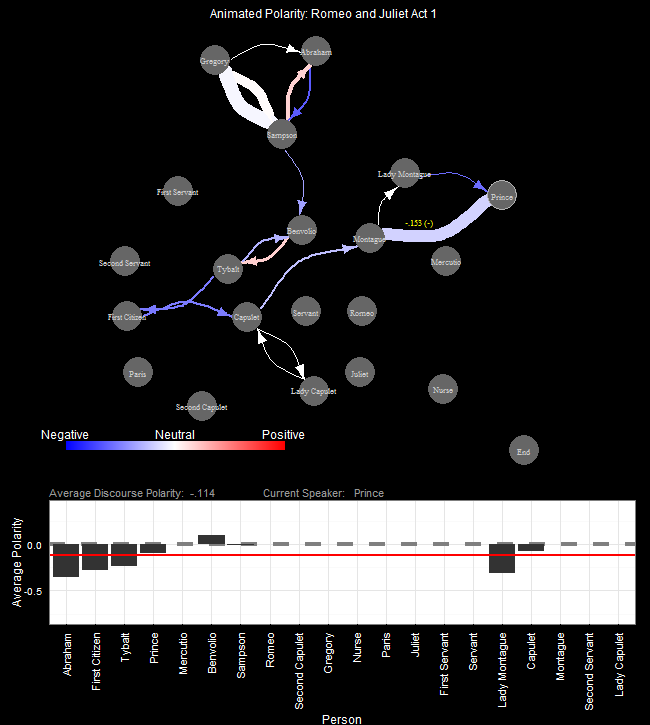 Animated Polarity: Romeo and Juliet Act 1
Abraham
Gregory
Sampson
Lady Montague
First Servant
Prince
-.153 (-)
Benvolio
Montague
Second Servant
Mercutio
Tybalt
First Citizen
Capulet
Servant
Romeo
Paris
Juliet
Lady Capulet
Nurse
Second Capulet
Negative Neutral Positive
End
Average Discourse Polarity: -.114 Current Speaker: Prince
Average Polarity
0.0
-0.5
Abraham
First Citizen
Tybalt
Prince
Mercutio
Benvolio
Sampson
Romeo
Second Capulet
Gregory
Nurse
Paris
Juliet
First Servant
Servant
Lady Montague
Capulet
Montague
Second Servant
Lady Capulet
Person